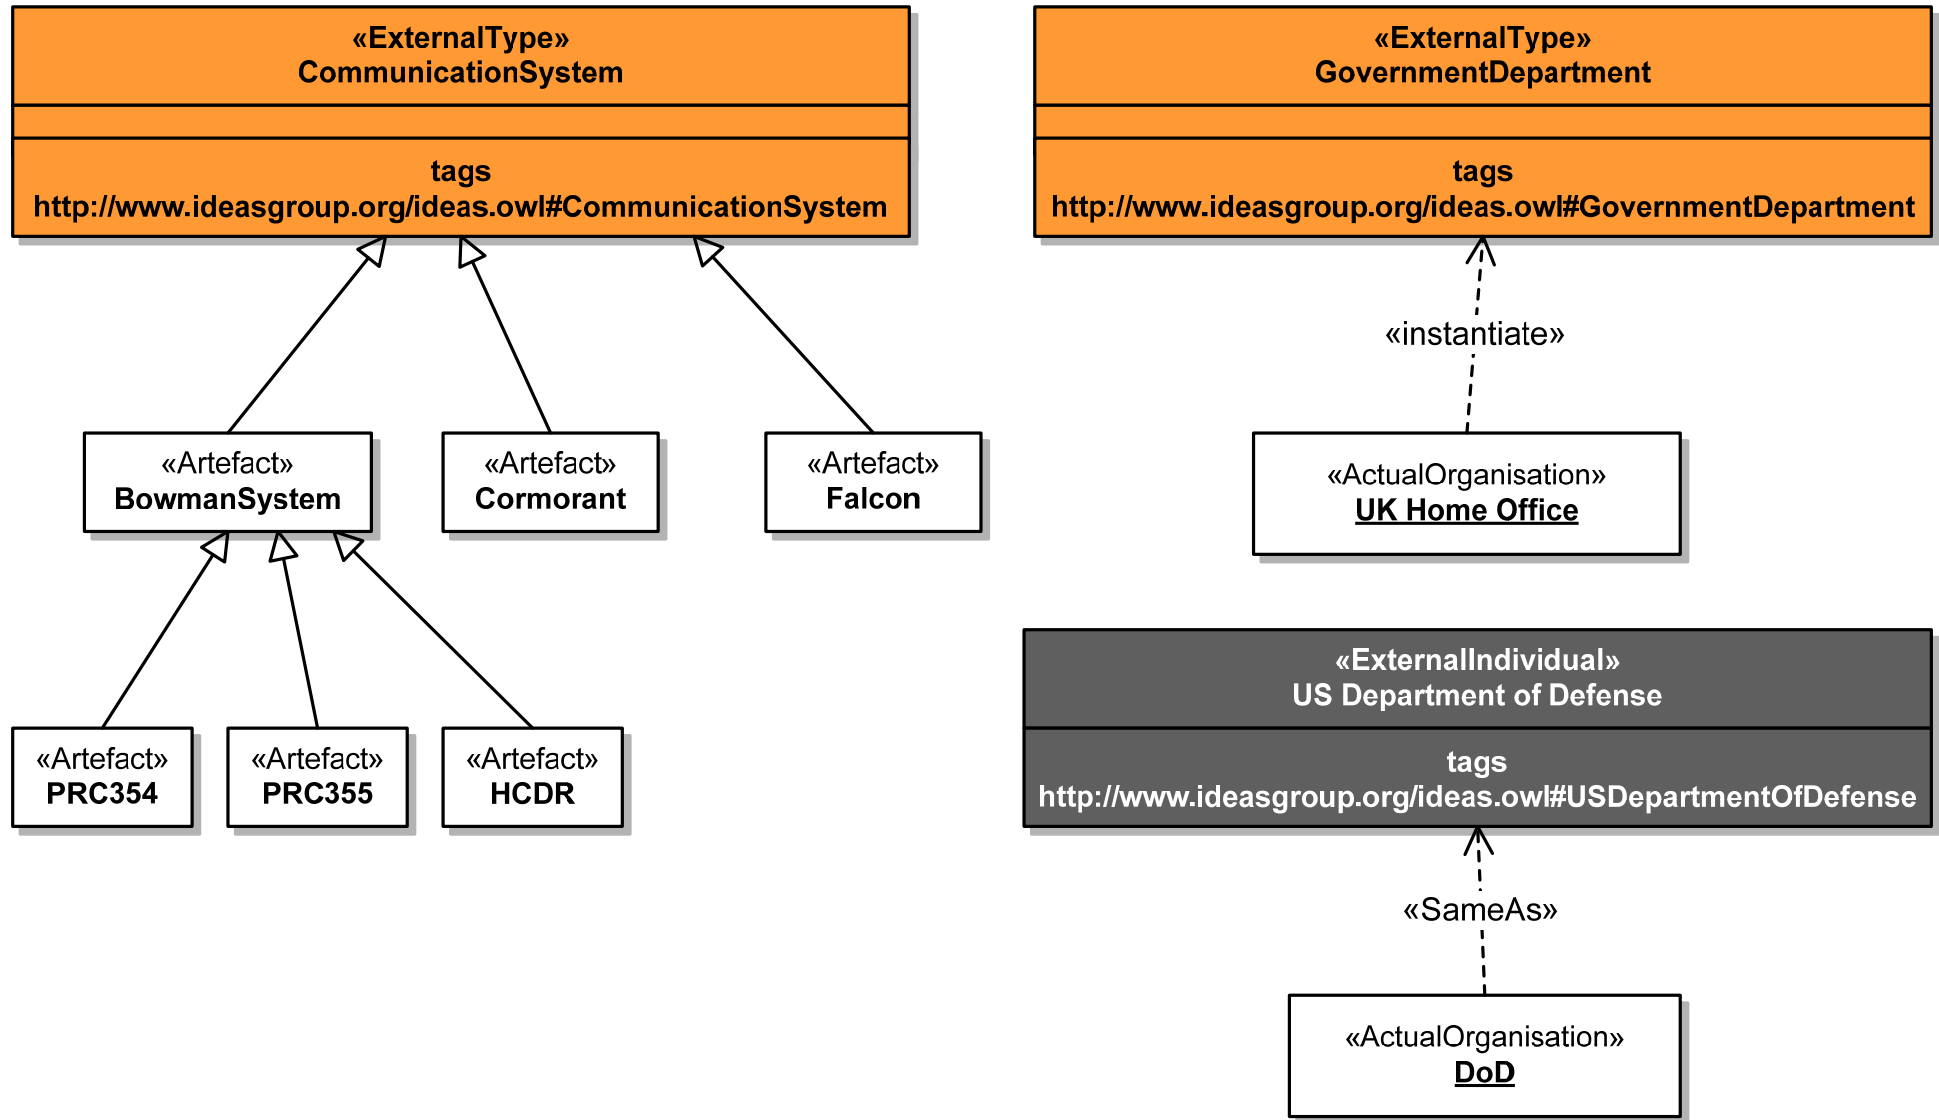 «ExternalType»
CommunicationSystem
tags
http://www.ideasgroup.org/ideas.owl#CommunicationSystem
«ExternalType»
GovernmentDepartment
tags
http://www.ideasgroup.org/ideas.owl#GovernmentDepartment
«instantiate»
«Artefact»
BowmanSystem
«Artefact»
Cormorant
«Artefact»
Falcon
«ActualOrganisation»
UK Home Office
«Artefact»
PRC354
«Artefact»
PRC355
«Artefact»
HCDR
«ExternalIndividual»
US Department of Defense
tags
http://www.ideasgroup.org/ideas.owl#USDepartmentOfDefense
«SameAs»
«ActualOrganisation»
DoD